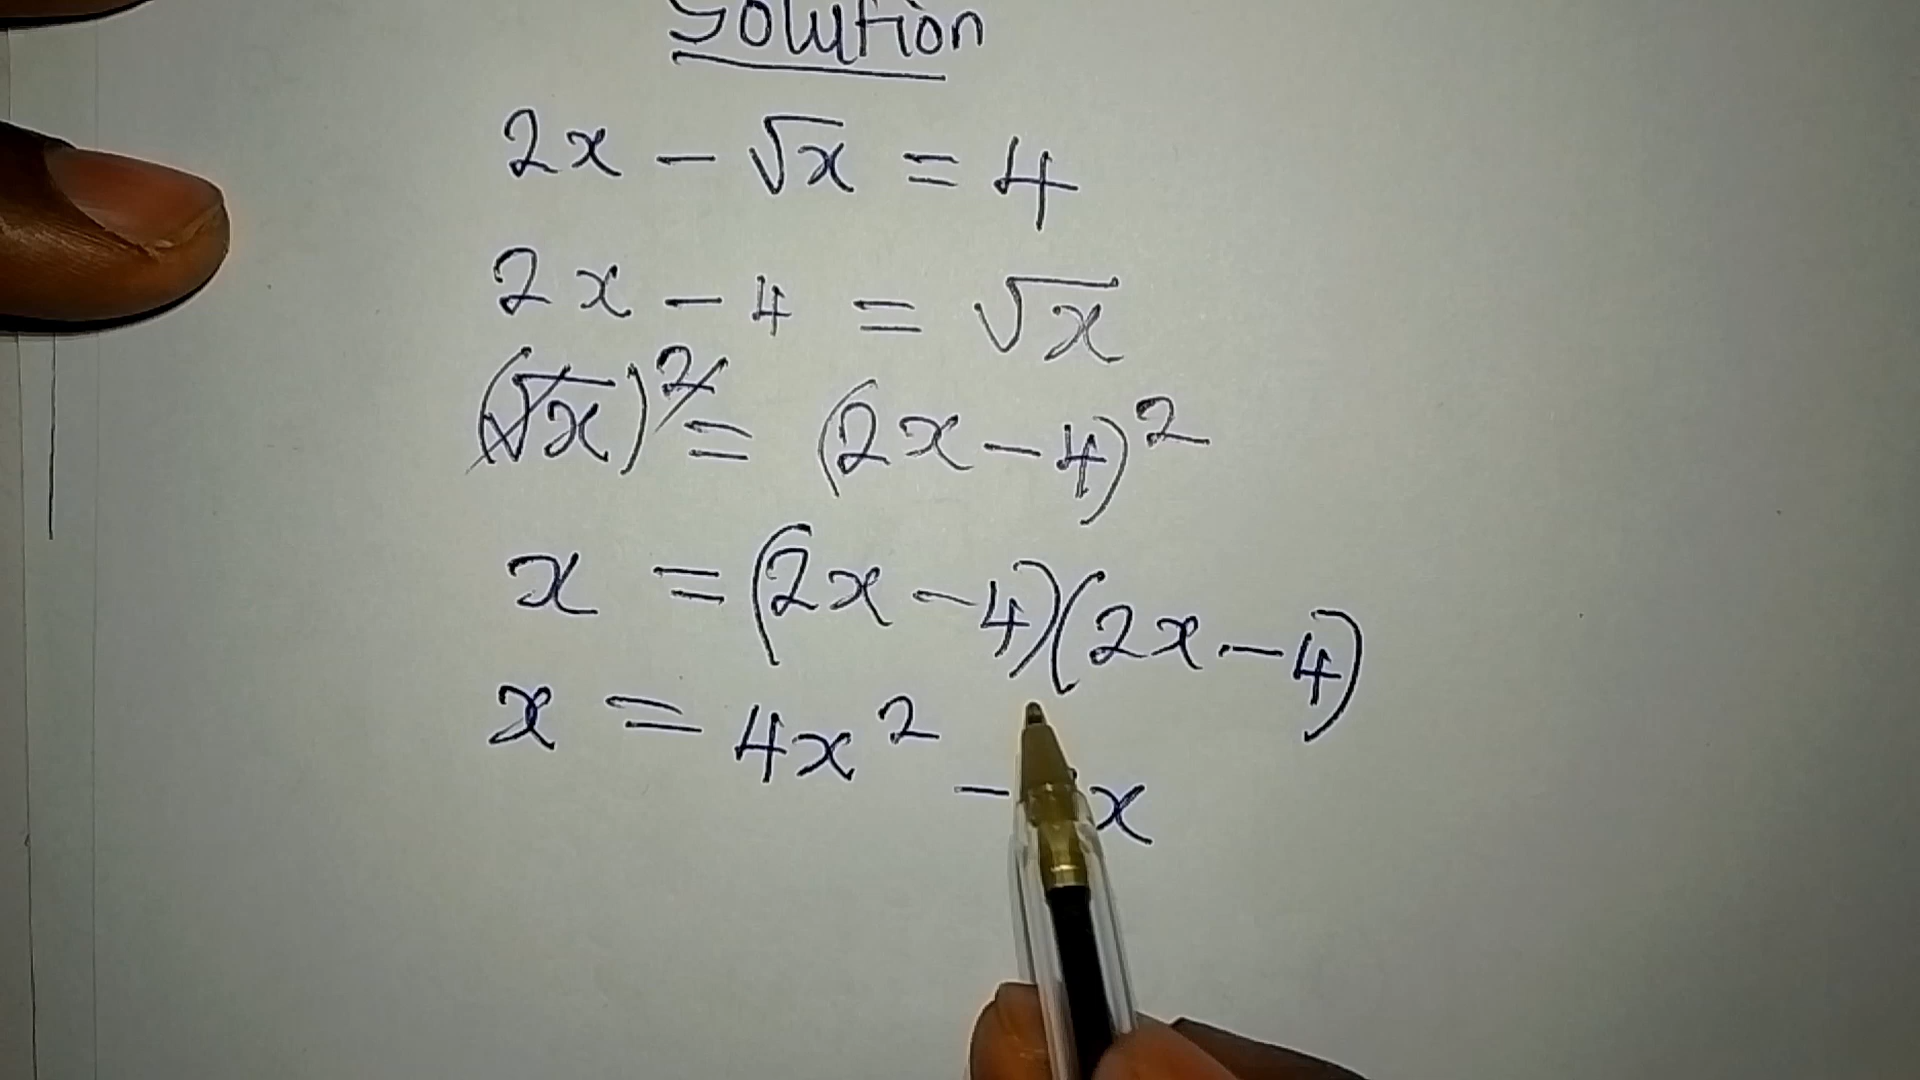 Solution
2x - √x = 4
2x - 4 = √x
(√x)² = (2x - 4)²
x = (2x - 4)(2x - 4)
x = 4x² - x